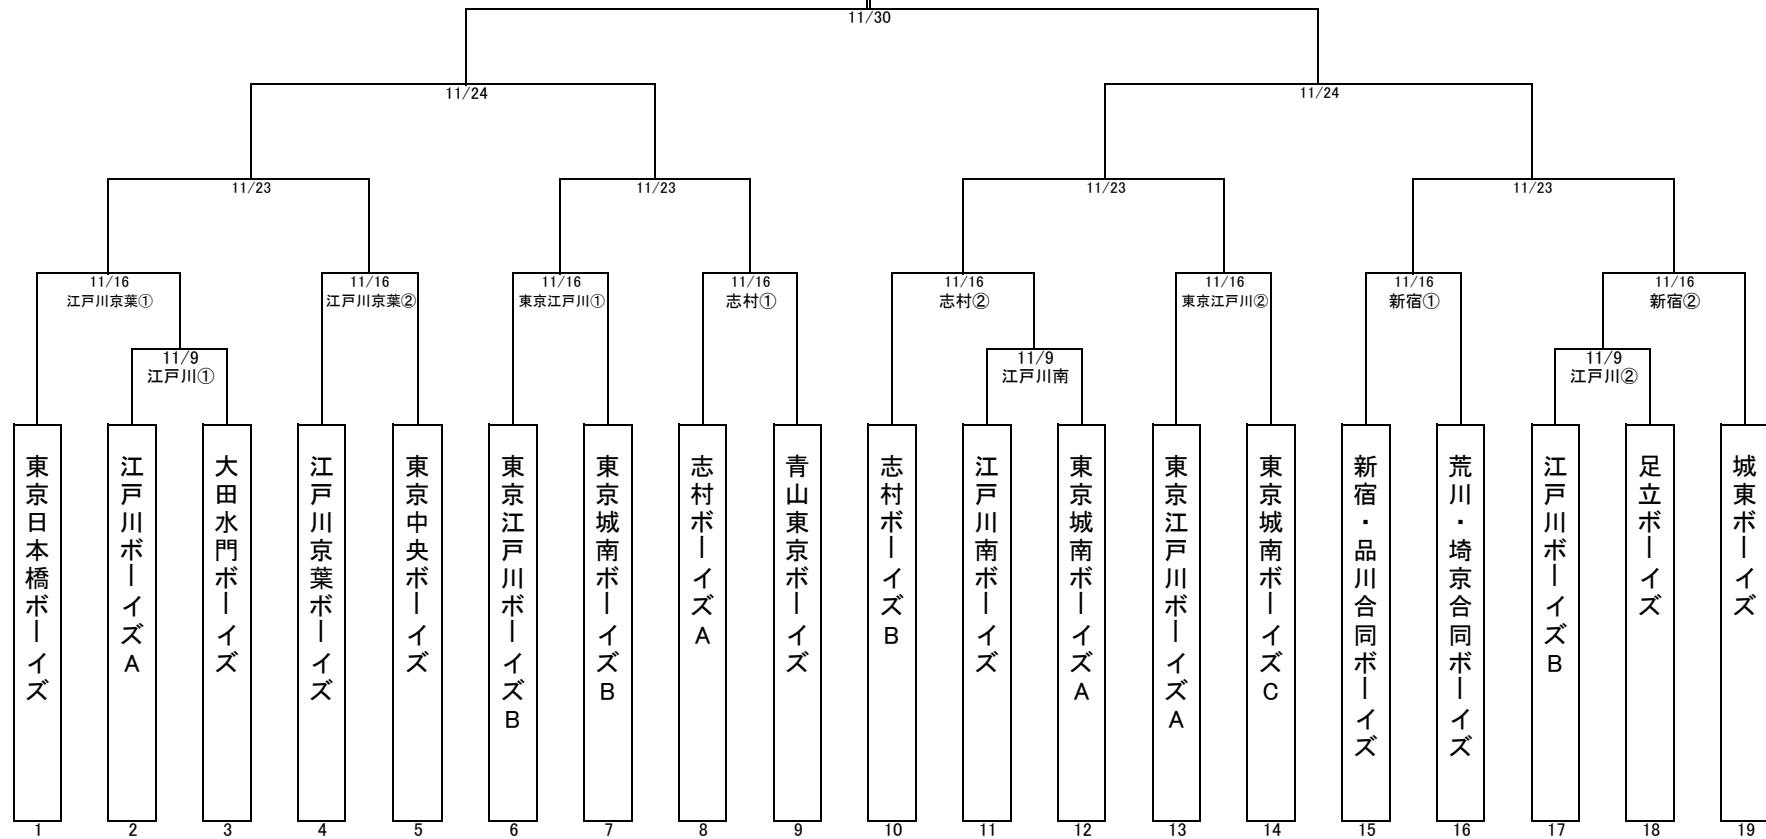 11/30
11/24
11/24
11/23
11/23
11/23
11/23
11/16
江戸川京葉①
11/16
江戸川京葉②
11/16
東京江戸川①
11/16
志村①
11/16
志村②
11/16
東京江戸川②
11/16
新宿①
11/16
新宿②
11/9
江戸川①
11/9
江戸川南
11/9
江戸川②
東京日本橋ボーイズ
江戸川ボーイズA
大田水門ボーイズ
江戸川京葉ボーイズ
東京中央ボーイズ
東京江戸川ボーイズB
東京城南ボーイズB
志村ボーイズA
青山東京ボーイズ
志村ボーイズB
江戸川南ボーイズ
東京城南ボーイズA
東京江戸川ボーイズA
東京城南ボーイズC
新宿・品川合同ボーイズ
荒川・埼京合同ボーイズ
江戸川ボーイズB
足立ボーイズ
城東ボーイズ
1 2 3 4 5 6 7 8 9 10 11 12 13 14 15 16 17 18 19